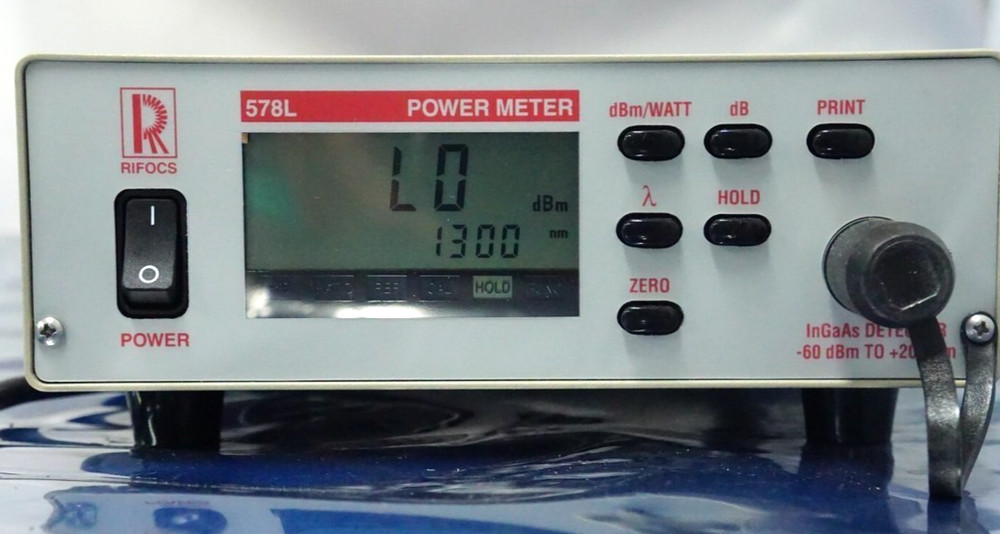 RIFOCS
POWER
578L POWER METER
LO dBm
1300 nm
HOLD
dBm/WATT dB PRINT
λ HOLD
ZERO
InGaAs
-60 dBm TO